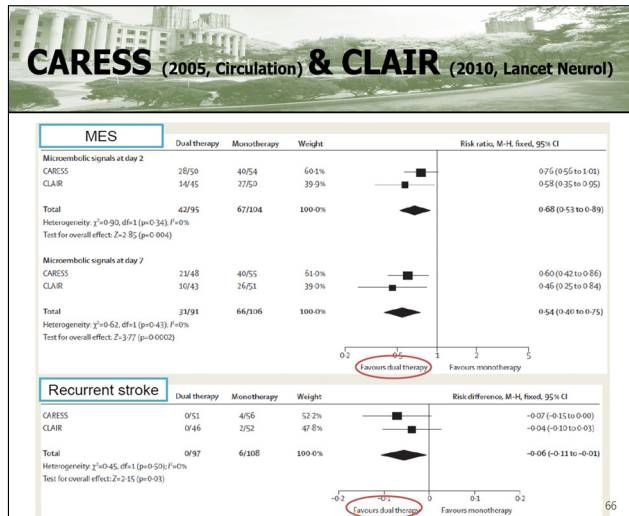 CARESS (2005, Circulation) & CLAIR (2010, Lancet Neurol)
MES
Dual therapy Monotherapy Weight Risk ratio, M-H, fixed, 95% CI
Microembolic signals at day 2
CARESS 28/50 40/54 60·1% 0·76 (0·56 to 1·01)
CLAIR 14/45 27/50 39·9% 0·58 (0·35 to 0·95)
Total 42/95 67/104 100·0% 0·68 (0·53 to 0·89)
Heterogeneity: χ²=0·90, df=1 (p=0·34); I²=0%
Test for overall effect: Z=2·85 (p=0·004)
Microembolic signals at day 7
CARESS 21/48 40/55 61·0% 0·60 (0·42 to 0·86)
CLAIR 10/43 26/51 39·0% 0·46 (0·25 to 0·84)
Total 31/91 66/106 100·0% 0·54 (0·40 to 0·75)
Heterogeneity: χ²=0·62, df=1 (p=0·43); I²=0%
Test for overall effect: Z=3·77 (p=0·0002)
0·2 0·5 1 2 5
Favours dual therapy Favours monotherapy
Recurrent stroke
Dual therapy Monotherapy Weight Risk difference, M-H, fixed, 95% CI
CARESS 0/51 4/56 52·2% –0·07 (–0·15 to 0·00)
CLAIR 0/46 2/52 47·8% –0·04 (–0·10 to 0·03)
Total 0/97 6/108 100·0% –0·06 (–0·11 to –0·01)
Heterogeneity: χ²=0·45, df=1 (p=0·50); I²=0%
Test for overall effect: Z=2·15 (p=0·03)
–0·2 –0·1 0 0·1 0·2
Favours dual therapy Favours monotherapy
66